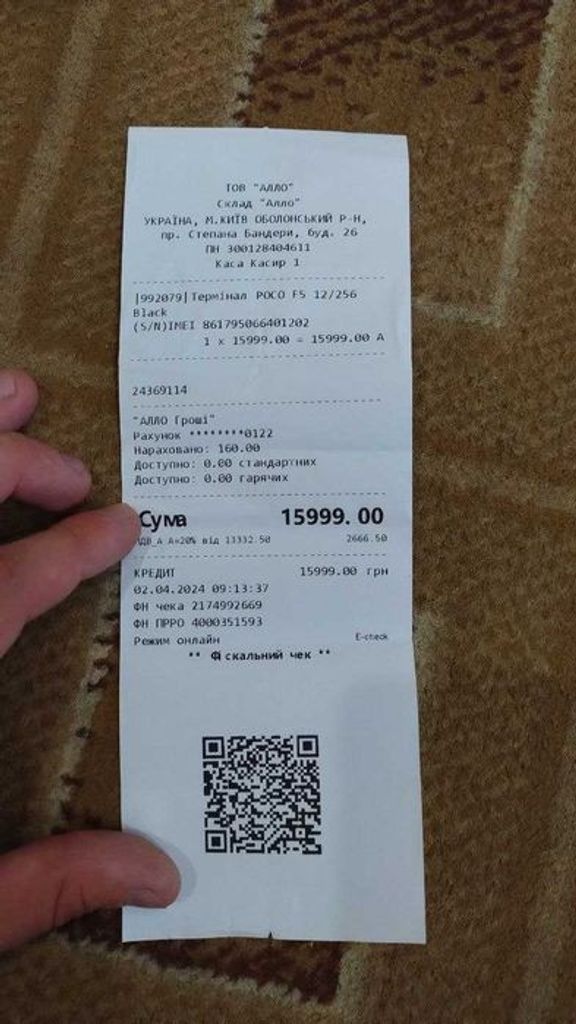 ТОВ "АЛЛО"
Склад "Алло"
УКРАЇНА, М.КИЇВ ОБОЛОНСЬКИЙ Р-Н,
пр. Степана Бандери, буд. 26
ПН 300128404611
Каса Касир 1
|992079|Термінал POCO F5 12/256
Black
(S/N)IMEI 861795066401202
1 x 15999.00 = 15999.00 А
24369114
"АЛЛО Гроші"
Рахунок ********0122
Нараховано: 160.00
Доступно: 0.00 стандартних
Доступно: 0.00 гарячих
Сума 15999.00
ПДВ_А А=20% від 13332.50 2666.50
КРЕДИТ 15999.00 грн
02.04.2024 09:13:37
ФН чека 2174992669
ФН ПРРО 4000351593
Режим онлайн E-check
** Фіскальний чек **